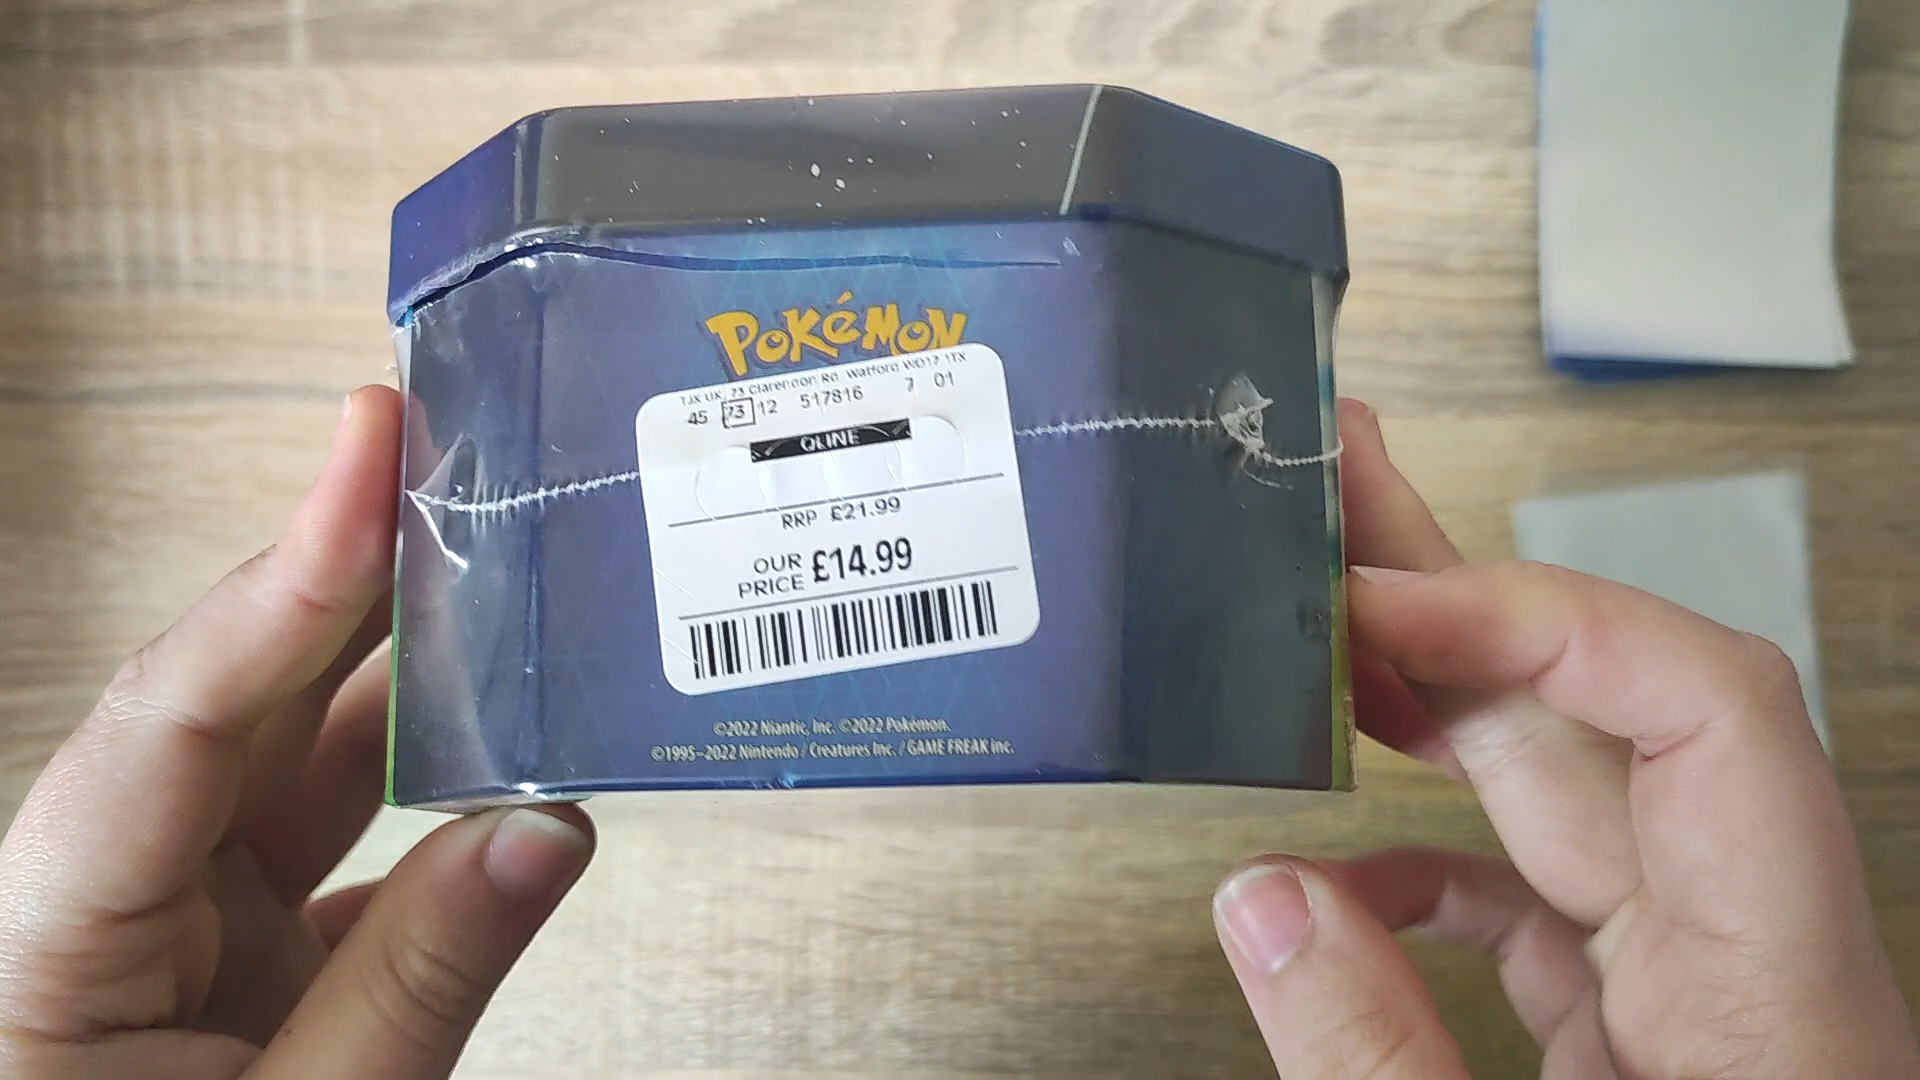 POKéMON
TJX UK, 73 Clarendon Rd Watford WD17 1TX
45 73 12 517816 7 01
QLINE
RRP £21.99
OUR
PRICE £14.99
©2022 Niantic, Inc. ©2022 Pokémon.
©1995–2022 Nintendo / Creatures Inc. / GAME FREAK inc.